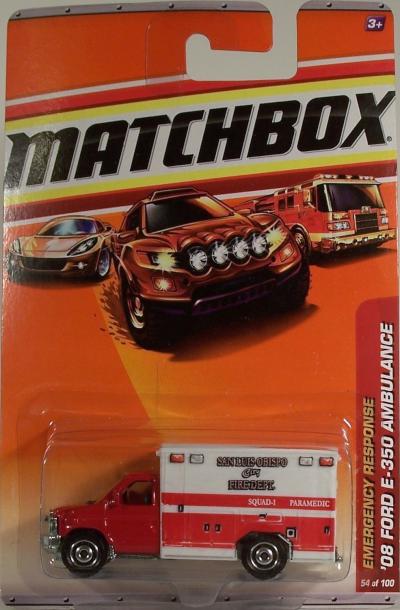 3+
MATCHBOX
EMERGENCY RESPONSE
'08 FORD E-350 AMBULANCE
54 of 100
SAN LUIS OBISPO
City
FIRE DEPT.
SQUAD-1 PARAMEDIC